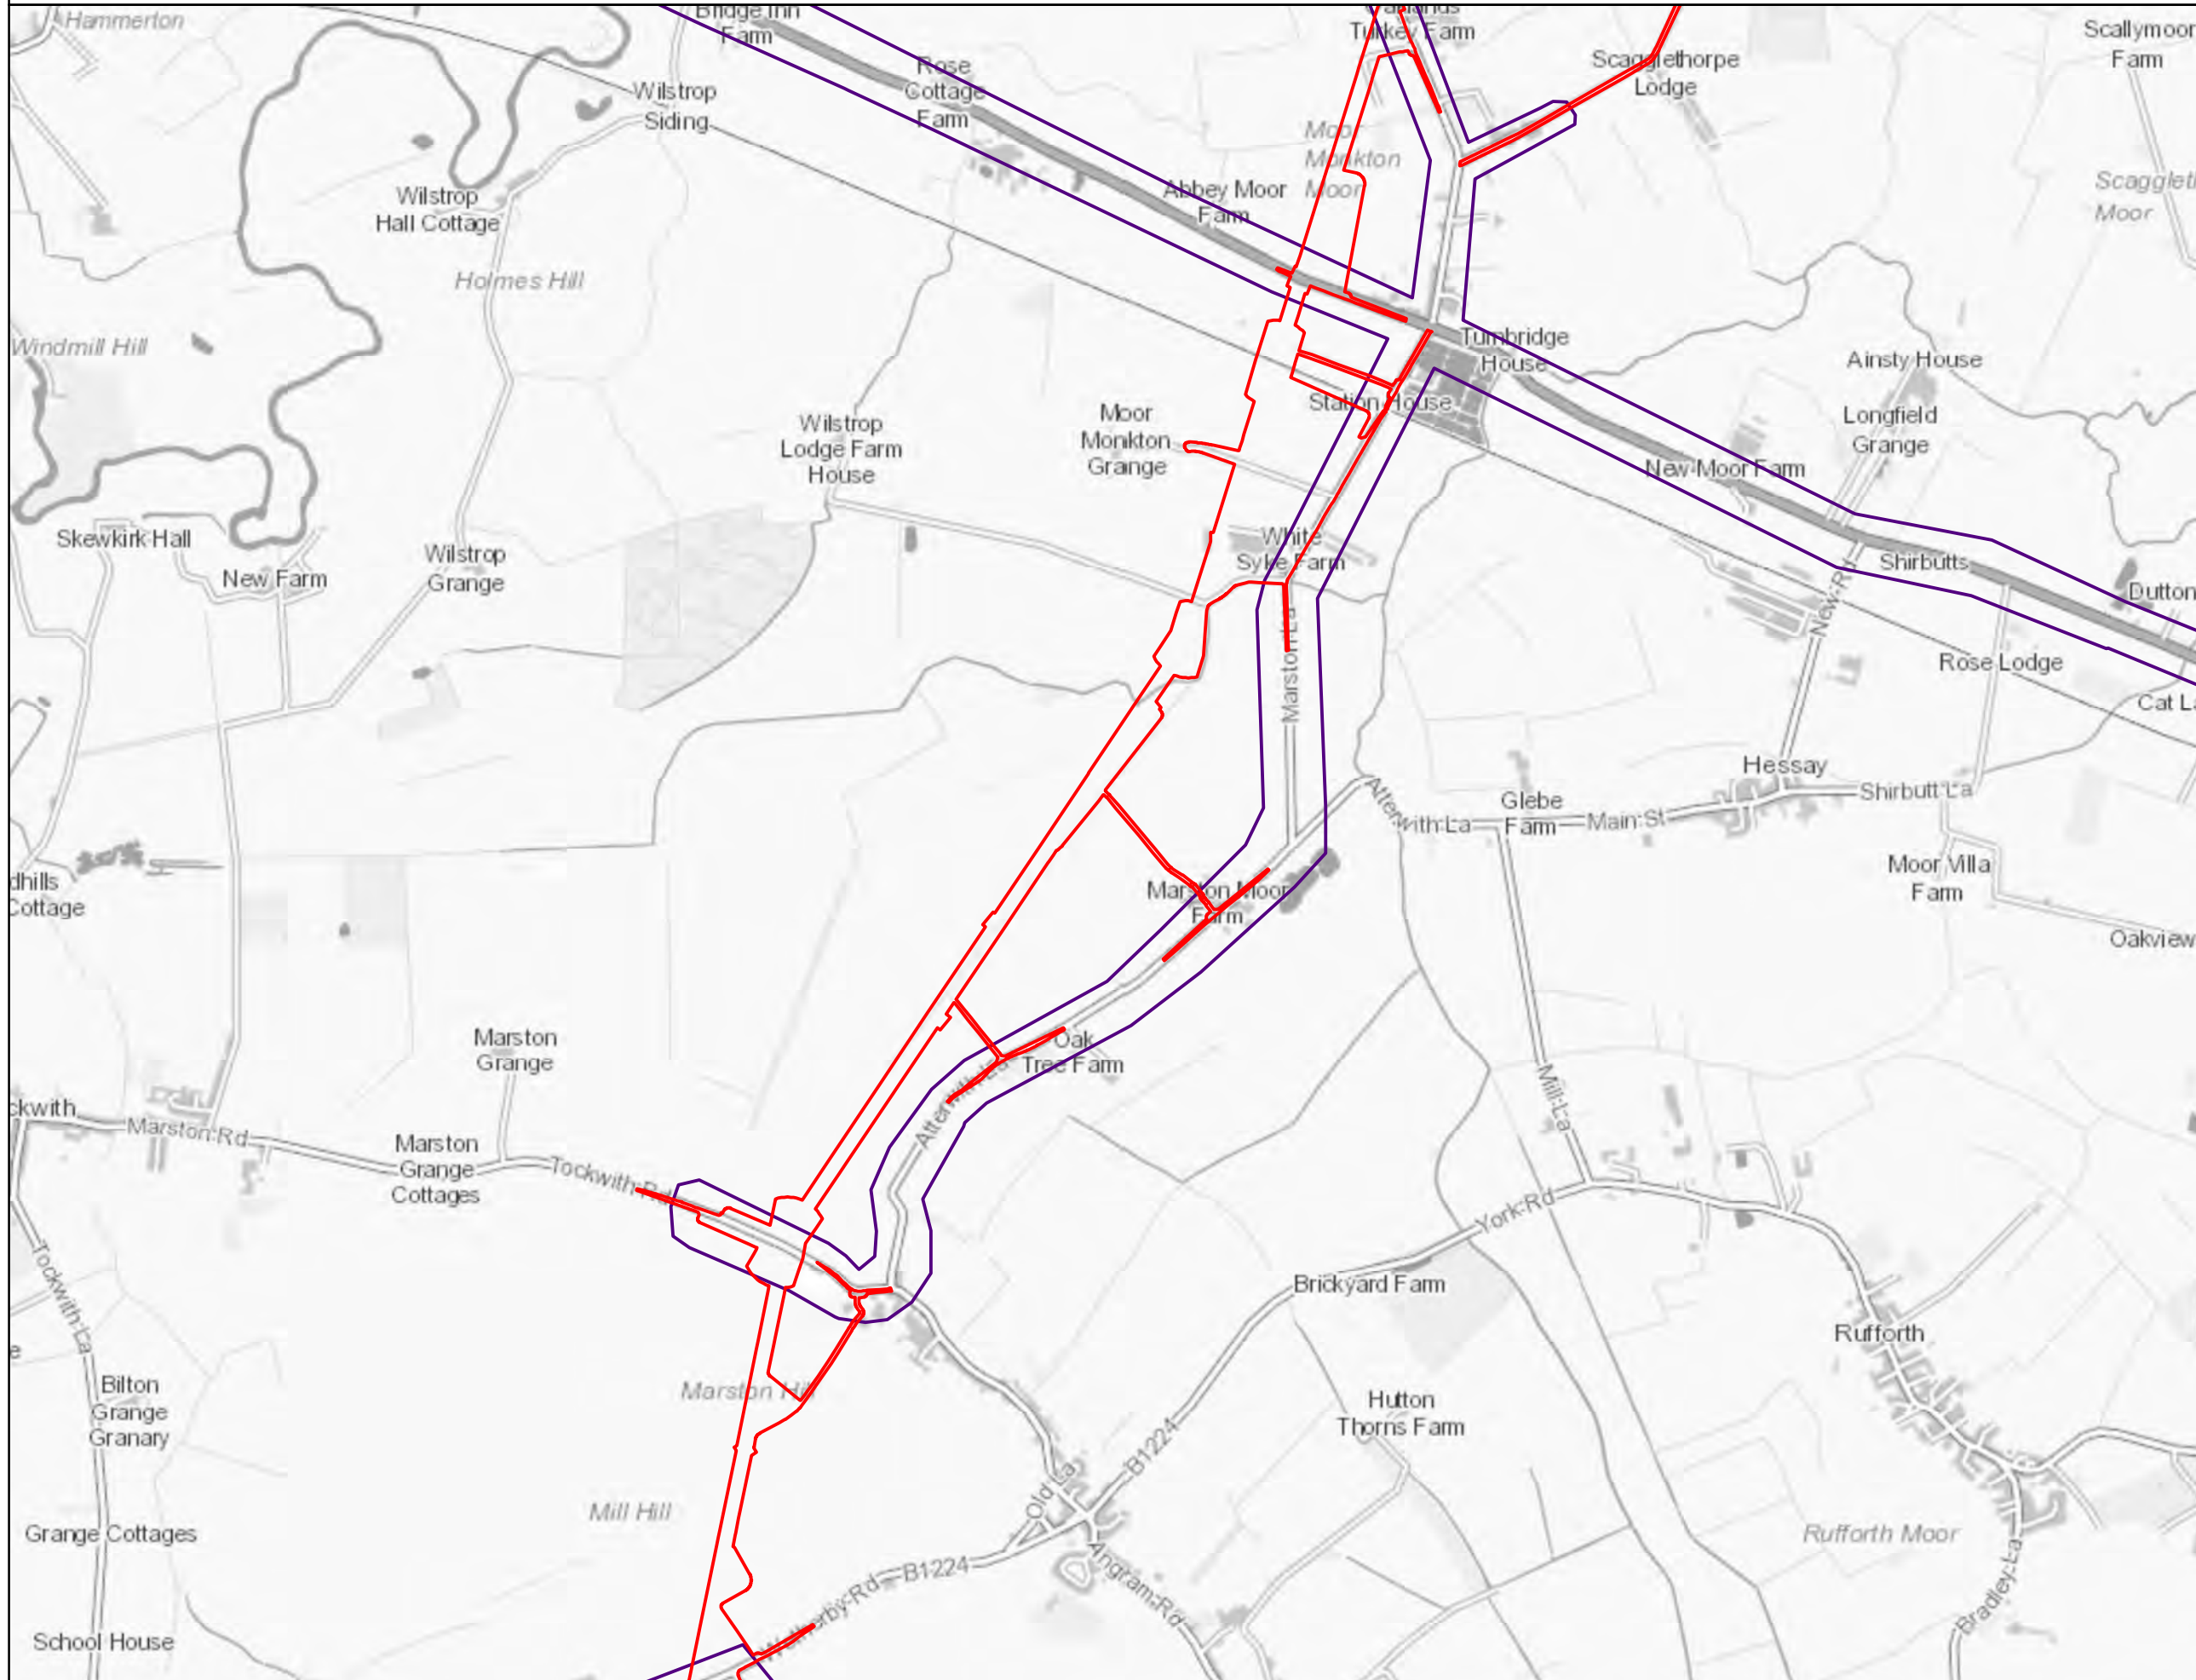 Hammerton
Bridge Inn
Farm
Turkey Farm
Scallymoor
Farm
Rose
Cottage
Farm
Scagglethorpe
Lodge
Wilstrop
Siding
Moor
Monkton
Moor
Wilstrop
Hall Cottage
Abbey Moor
Farm
Moor
Holmes Hill
Windmill Hill
Turnbridge
House
Ainsty House
Station House
Moor
Monkton
Grange
Wilstrop
Lodge Farm
House
Longfield
Grange
New Moor Farm
Skewkirk Hall
New Farm
Wilstrop
Grange
White
Syke Farm
Shirbutts
Dutton
New Rd
Marston La
Rose Lodge
Cat La
Hessay
Shirbutt La
Atterwith La
Glebe
Farm
Main St
Moor Villa
Farm
dhills
Cottage
Marston Moor
Farm
Oakview
Marston
Grange
Oak
Tree Farm
Atterwith La
Mill La
ckwith
Marston Rd
Marston
Grange
Cottages
Tockwith Rd
York Rd
Tockwith La
Brickyard Farm
Rufforth
e
Bilton
Grange
Granary
Marston Hill
Hutton
Thorns Farm
B1224
Old La
Mill Hill
Grange Cottages
Rufforth Moor
B1224
Wetherby Rd
Angram Rd
Bradley La
School House